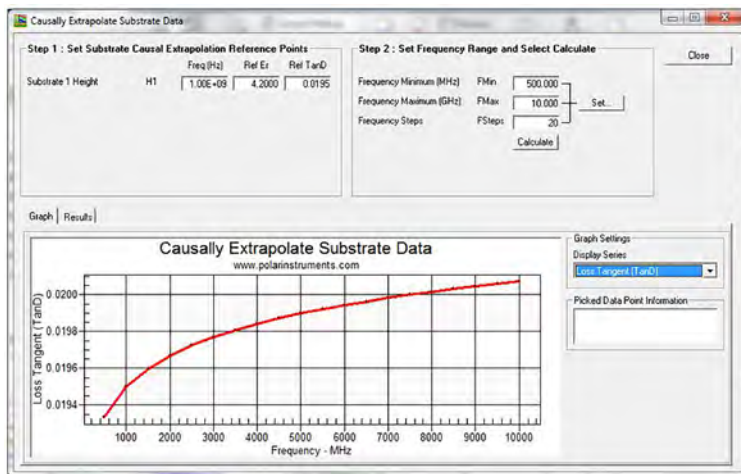 Causally Extrapolate Substrate Data
Step 1 : Set Substrate Causal Extrapolation Reference Points
Freq (Hz) Ref Er Ref TanD
Substrate 1 Height H1 1.00E+09 4.2000 0.0195
Step 2 : Set Frequency Range and Select Calculate
Frequency Minimum (MHz) FMin 500.000
Frequency Maximum (GHz) FMax 10.000 Set...
Frequency Steps FSteps 20
Calculate
Close
Graph Results
Causally Extrapolate Substrate Data
www.polarinstruments.com
Loss Tangent (TanD)
0.0200
0.0198
0.0196
0.0194
1000 2000 3000 4000 5000 6000 7000 8000 9000 10000
Frequency - MHz
Graph Settings
Display Series
Loss Tangent (TanD)
Picked Data Point Information